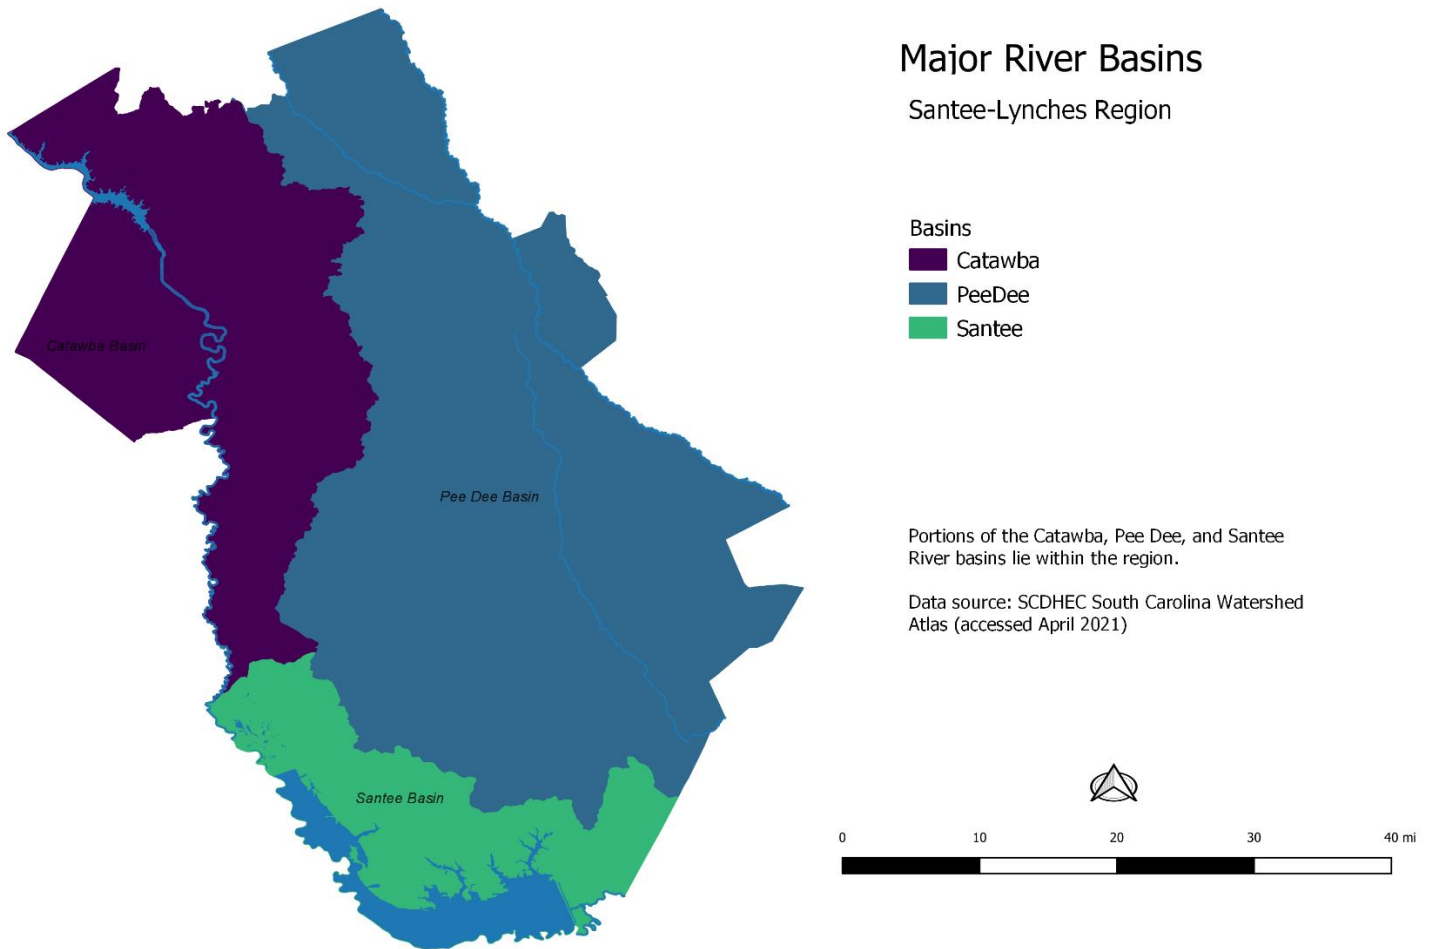 Major River Basins
Santee-Lynches Region
Basins
Catawba
PeeDee
Santee
Catawba Basin
Pee Dee Basin
Santee Basin
Portions of the Catawba, Pee Dee, and Santee
River basins lie within the region.
Data source: SCDHEC South Carolina Watershed
Atlas (accessed April 2021)
0 10 20 30 40 mi